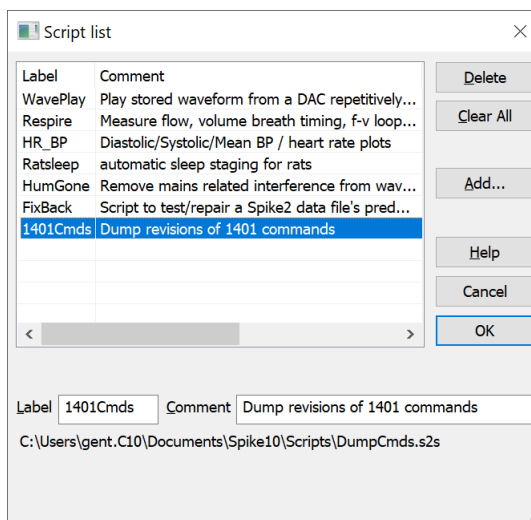 Script list
Label Comment
WavePlay Play stored waveform from a DAC repetitively...
Respire Measure flow, volume breath timing, f-v loop...
HR_BP Diastolic/Systolic/Mean BP / heart rate plots
Ratsleep automatic sleep staging for rats
HumGone Remove mains related interference from wav...
FixBack Script to test/repair a Spike2 data file's pred...
1401Cmds Dump revisions of 1401 commands
Delete
Clear All
Add...
Help
Cancel
OK
Label 1401Cmds Comment Dump revisions of 1401 commands
C:\Users\gent.C10\Documents\Spike10\Scripts\DumpCmds.s2s